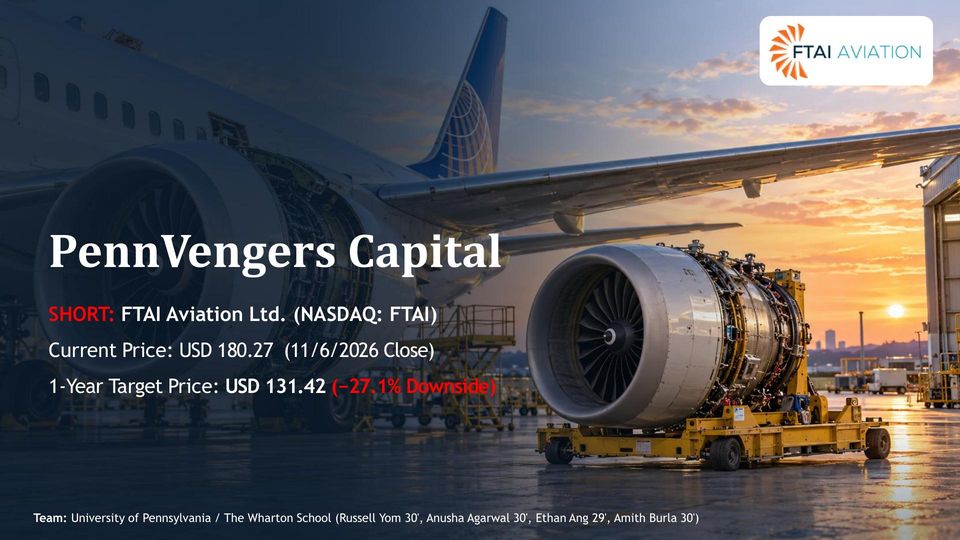 FTAI AVIATION
PennVengers Capital
SHORT: FTAI Aviation Ltd. (NASDAQ: FTAI)
Current Price: USD 180.27 (11/6/2026 Close)
1-Year Target Price: USD 131.42 (−27.1% Downside)
Team: University of Pennsylvania / The Wharton School (Russell Yom 30', Anusha Agarwal 30', Ethan Ang 29', Amith Burla 30')